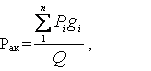 Рак = ∑₁ⁿ Pᵢgᵢ / Q ,